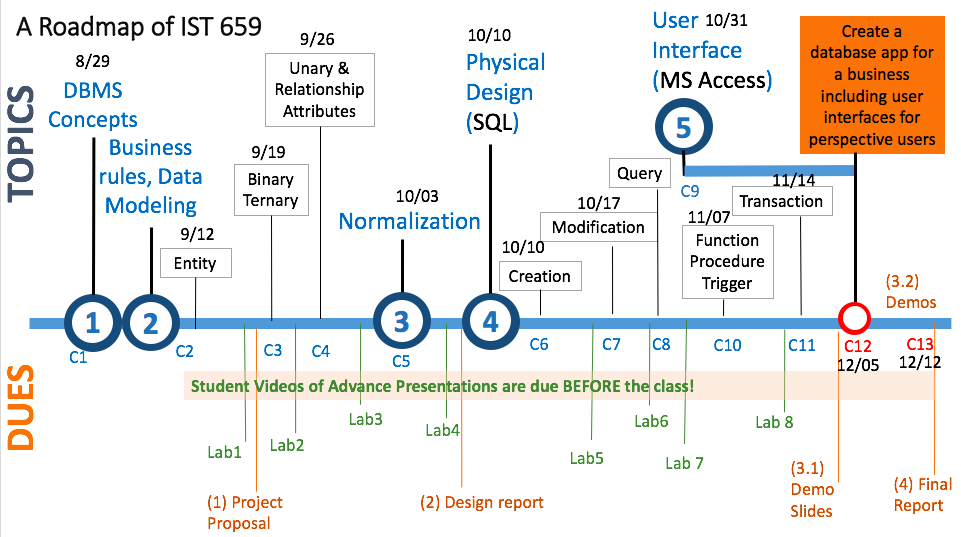 A Roadmap of IST 659
TOPICS
8/29
DBMS
Concepts
1
C1
Business
rules, Data
Modeling
2
9/12
Entity
C2
9/19
Binary
Ternary
C3
9/26
Unary &
Relationship
Attributes
C4
10/03
Normalization
3
C5
10/10
Physical
Design
(SQL)
4
10/10
Creation
C6
10/17
Modification
C7
Query
C8
User 10/31
Interface
(MS Access)
5
C9
11/07
Function
Procedure
Trigger
C10
11/14
Transaction
C11
Create a
database app for
a business
including user
interfaces for
perspective users
C12
12/05
(3.2)
Demos
C13
12/12
DUES
Student Videos of Advance Presentations are due BEFORE the class!
Lab1
(1) Project
Proposal
Lab2
Lab3
Lab4
(2) Design report
Lab5
Lab6
Lab 7
Lab 8
(3.1)
Demo
Slides
(4) Final
Report